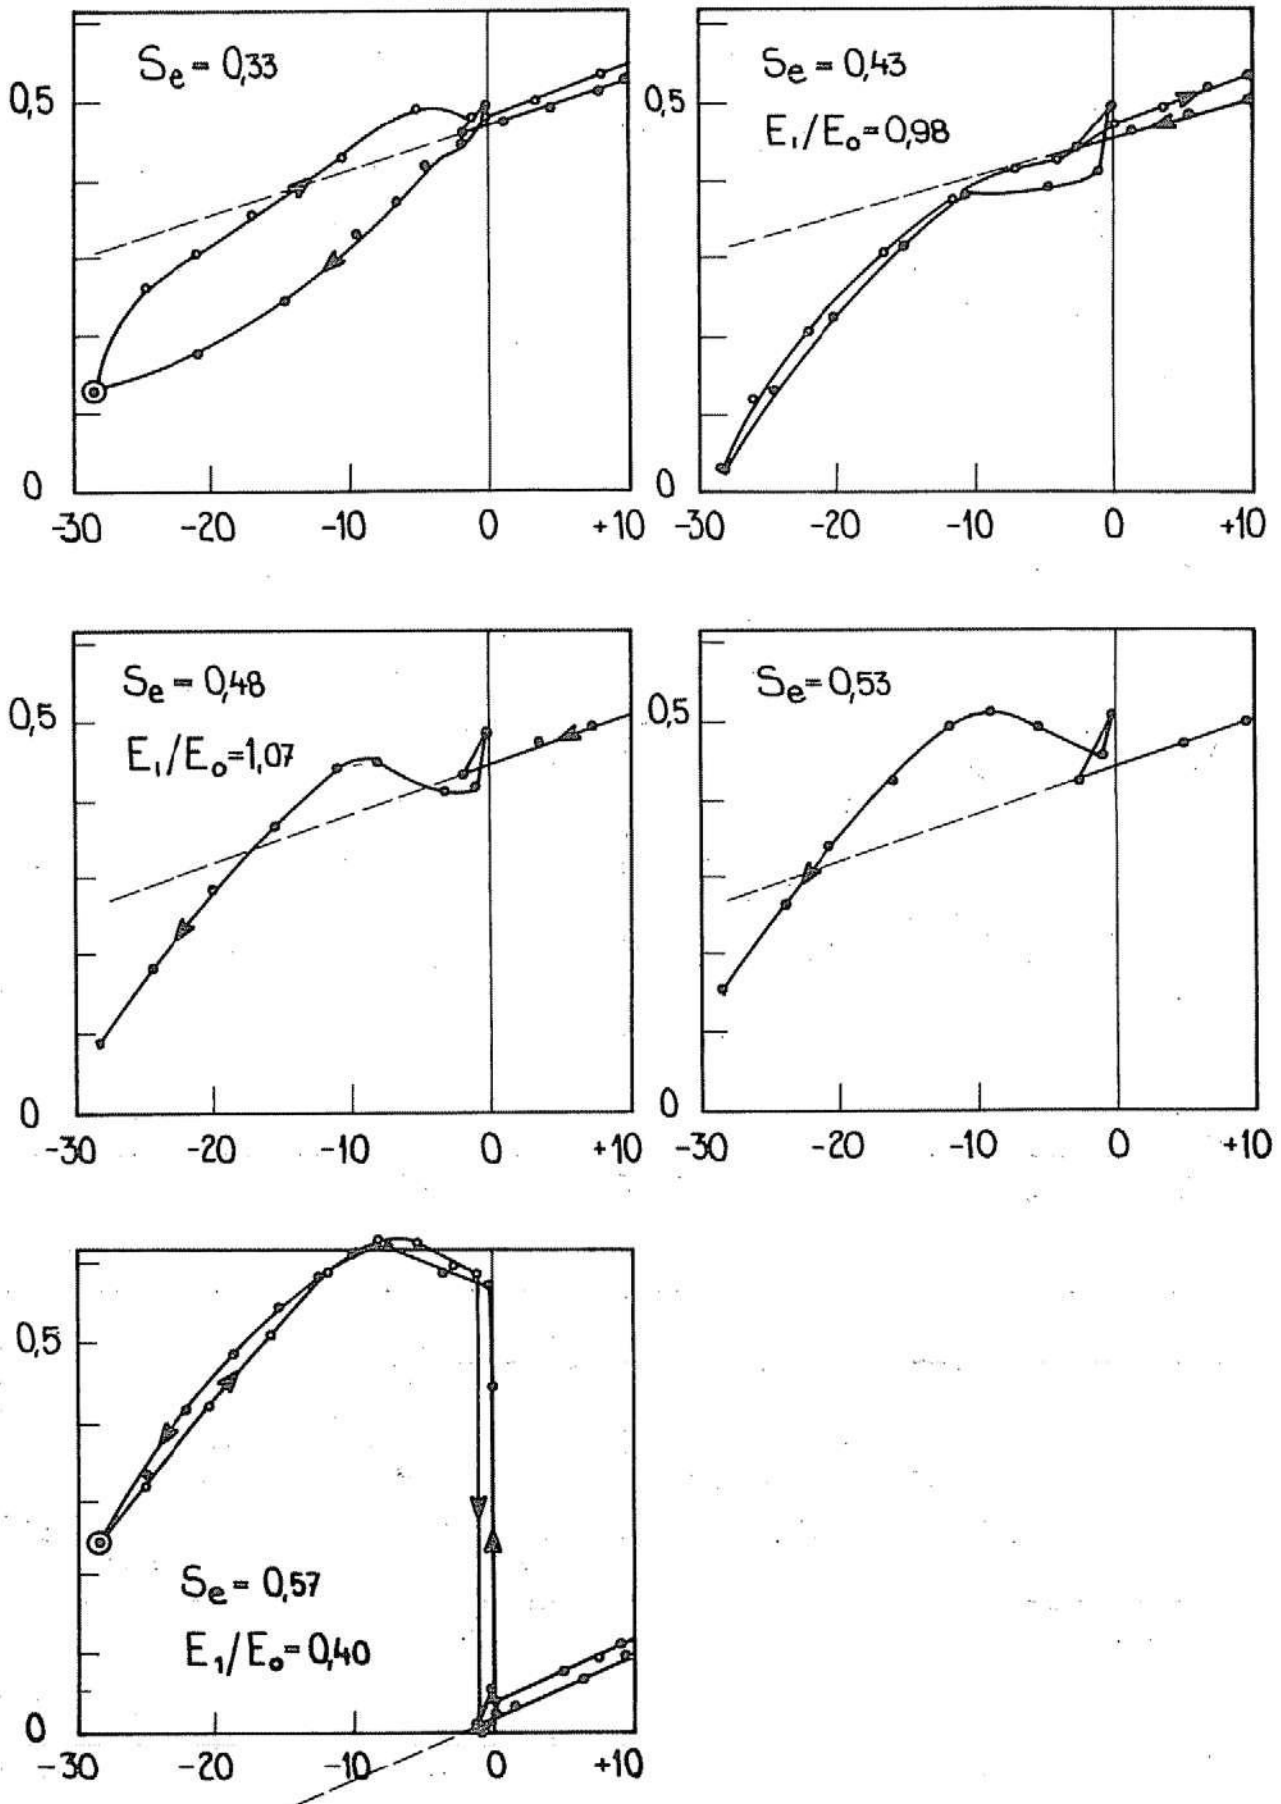 Se = 0,33
0,5
0
-30 -20 -10 0 +10
Se = 0,43
E₁/E₀ = 0,98
0,5
0
-30 -20 -10 0 +10
Se = 0,48
E₁/E₀ = 1,07
0,5
0
-30 -20 -10 0 +10
Se = 0,53
0,5
0
-30 -20 -10 0 +10
0,5
Se = 0,57
E₁/E₀ = 0,40
0
-30 -20 -10 0 +10